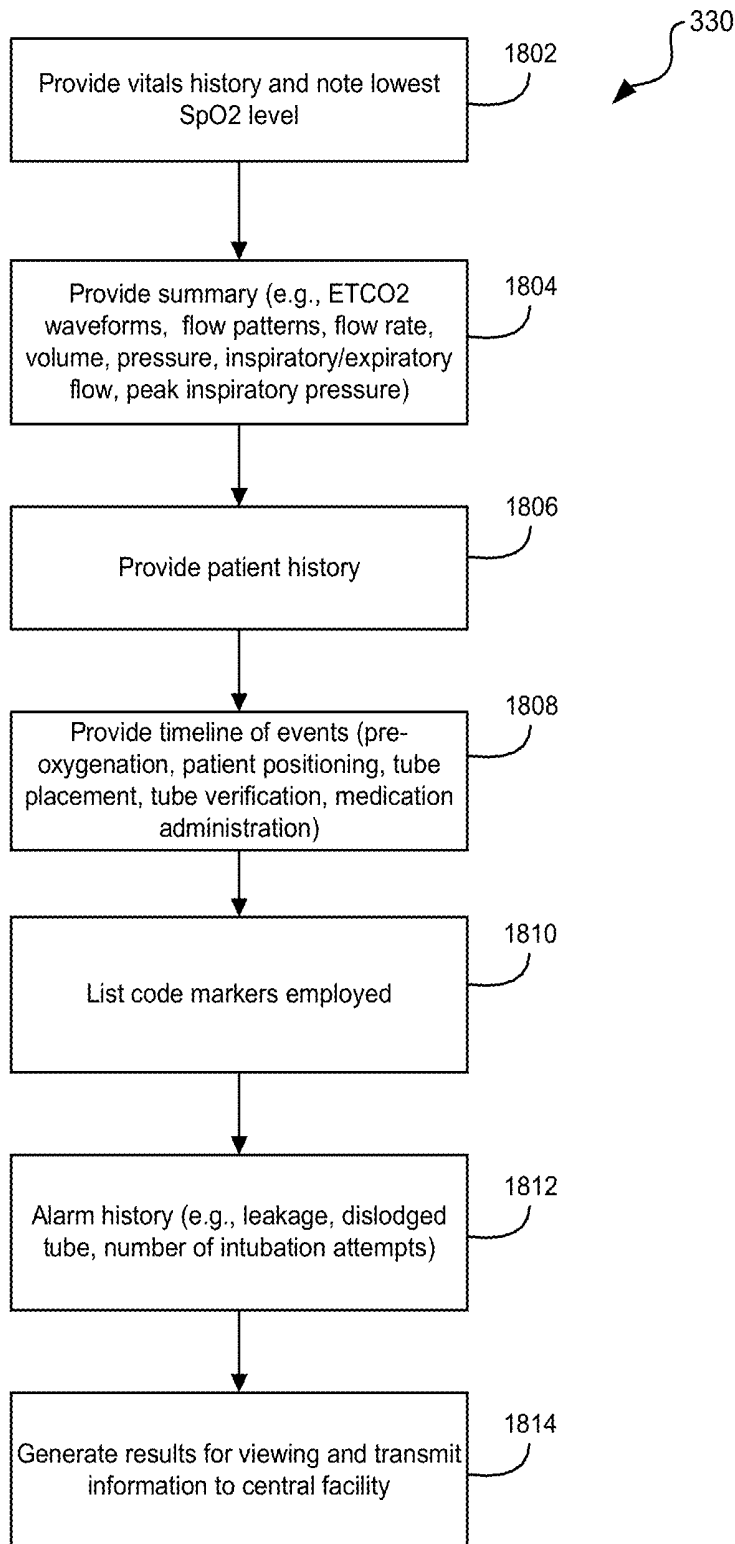 330
1802
Provide vitals history and note lowest
SpO2 level
1804
Provide summary (e.g., ETCO2
waveforms, flow patterns, flow rate,
volume, pressure, inspiratory/expiratory
flow, peak inspiratory pressure)
1806
Provide patient history
1808
Provide timeline of events (pre-
oxygenation, patient positioning, tube
placement, tube verification, medication
administration)
1810
List code markers employed
1812
Alarm history (e.g., leakage, dislodged
tube, number of intubation attempts)
1814
Generate results for viewing and transmit
information to central facility